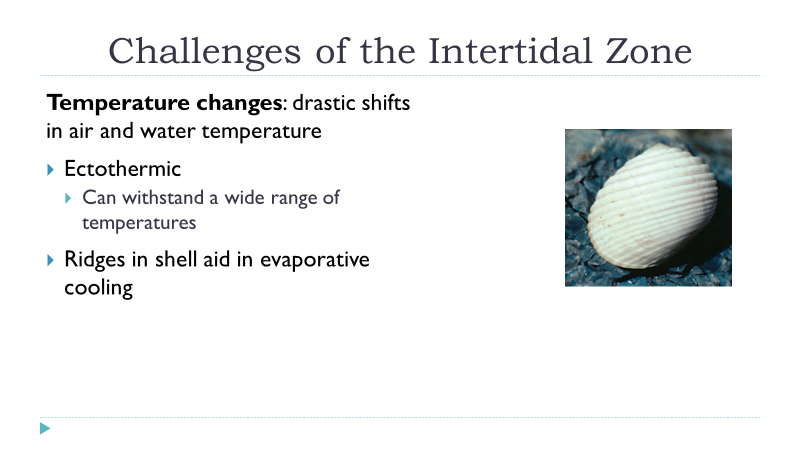 Challenges of the Intertidal Zone
Temperature changes: drastic shifts
in air and water temperature
Ectothermic
Can withstand a wide range of
temperatures
Ridges in shell aid in evaporative
cooling